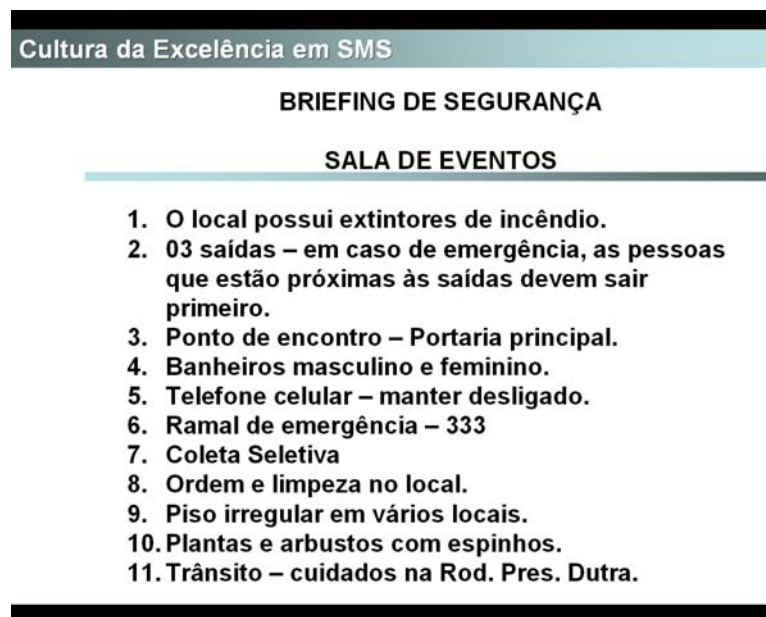 Cultura da Excelência em SMS
BRIEFING DE SEGURANÇA
SALA DE EVENTOS
1. O local possui extintores de incêndio.
2. 03 saídas – em caso de emergência, as pessoas
que estão próximas às saídas devem sair
primeiro.
3. Ponto de encontro – Portaria principal.
4. Banheiros masculino e feminino.
5. Telefone celular – manter desligado.
6. Ramal de emergência – 333
7. Coleta Seletiva
8. Ordem e limpeza no local.
9. Piso irregular em vários locais.
10. Plantas e arbustos com espinhos.
11. Trânsito – cuidados na Rod. Pres. Dutra.